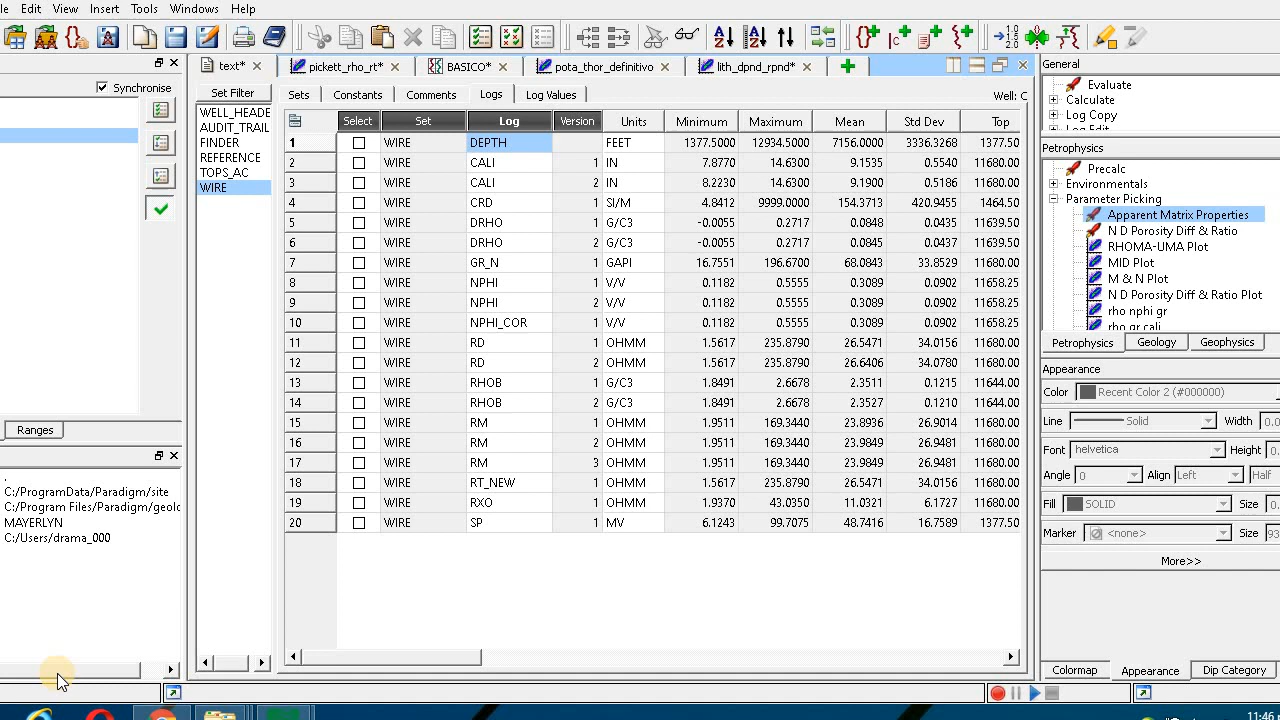 le Edit View Insert Tools Windows Help
text* pickett_rho_rt* BASICO* pota_thor_definitivo lith_dpnd_rpnd*
Synchronise
Ranges
.
C:/ProgramData/Paradigm/site
C:/Program Files/Paradigm/geolo
MAYERLYN
C:/Users/drama_000
Set Filter
WELL_HEADE
AUDIT_TRAIL
FINDER
REFERENCE
TOPS_AC
WIRE
Sets Constants Comments Logs Log Values Well: C
Select Set Log Version Units Minimum Maximum Mean Std Dev Top
1 WIRE DEPTH FEET 1377.5000 12934.5000 7156.0000 3336.3268 1377.50
2 WIRE CALI 1 IN 7.8770 14.6300 9.1535 0.5540 11680.00
3 WIRE CALI 2 IN 8.2230 14.6300 9.1900 0.5186 11680.00
4 WIRE CRD 1 SI/M 4.8412 9999.0000 154.3713 420.9455 1464.50
5 WIRE DRHO 1 G/C3 -0.0055 0.2717 0.0848 0.0435 11639.50
6 WIRE DRHO 2 G/C3 -0.0055 0.2717 0.0845 0.0437 11639.50
7 WIRE GR_N 1 GAPI 16.7551 196.6700 68.0843 33.8529 11680.00
8 WIRE NPHI 1 V/V 0.1182 0.5555 0.3089 0.0902 11658.25
9 WIRE NPHI 2 V/V 0.1182 0.5555 0.3089 0.0902 11658.25
10 WIRE NPHI_COR 1 V/V 0.1182 0.5555 0.3089 0.0902 11658.25
11 WIRE RD 1 OHMM 1.5617 235.8790 26.5471 34.0156 11680.00
12 WIRE RD 2 OHMM 1.5617 235.8790 26.6406 34.0780 11680.00
13 WIRE RHOB 1 G/C3 1.8491 2.6678 2.3511 0.1215 11644.00
14 WIRE RHOB 2 G/C3 1.8491 2.6678 2.3527 0.1210 11644.00
15 WIRE RM 1 OHMM 1.9511 169.3440 23.8936 26.9014 11680.00
16 WIRE RM 2 OHMM 1.9511 169.3440 23.9849 26.9481 11680.00
17 WIRE RM 3 OHMM 1.9511 169.3440 23.9849 26.9481 11680.00
18 WIRE RT_NEW 1 OHMM 1.5617 235.8790 26.5471 34.0156 11680.00
19 WIRE RXO 1 OHMM 1.9370 43.0350 11.0321 6.1727 11680.00
20 WIRE SP 1 MV 6.1243 99.7075 48.7416 16.7589 1377.50
General
Evaluate
Calculate
Log Copy
Log Edit
Petrophysics
Precalc
Environmentals
Parameter Picking
Apparent Matrix Properties
N D Porosity Diff & Ratio
RHOMA-UMA Plot
MID Plot
M & N Plot
N D Porosity Diff & Ratio Plot
rho nphi gr
rho gr cali
Petrophysics Geology Geophysics
Appearance
Color Recent Color 2 (#000000)
Line Solid Width 0.0
Font helvetica Height 0.
Angle 0 Align Left Half
Fill SOLID Size 0.
Marker <none> Size 93
More>>
Colormap Appearance Dip Category
11:46